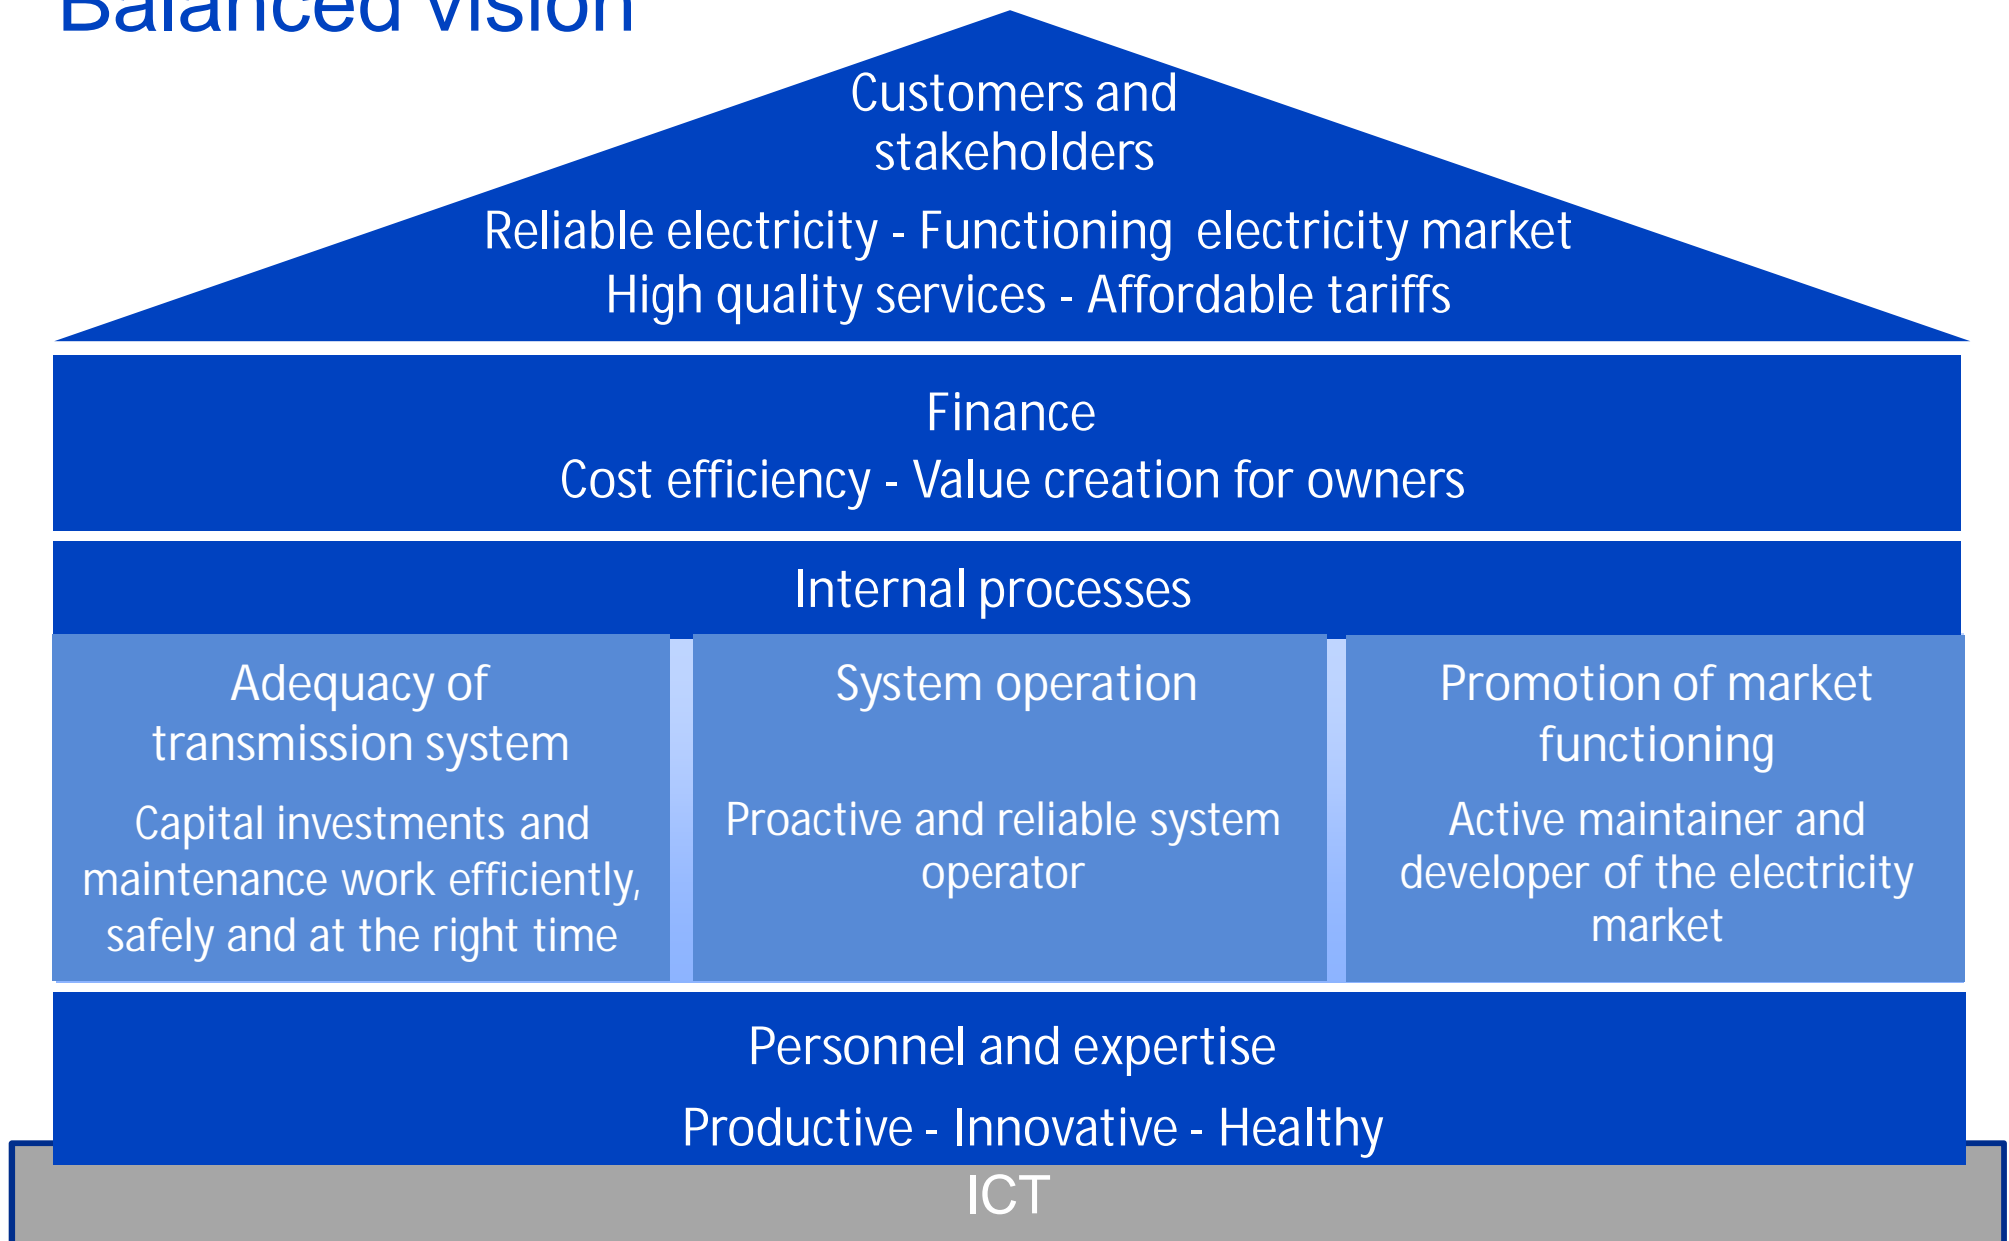 Balanced vision
Customers and
stakeholders
Reliable electricity - Functioning electricity market
High quality services - Affordable tariffs
Finance
Cost efficiency - Value creation for owners
Internal processes
Adequacy of
transmission system
Capital investments and
maintenance work efficiently,
safely and at the right time
System operation
Proactive and reliable system
operator
Promotion of market
functioning
Active maintainer and
developer of the electricity
market
Personnel and expertise
Productive - Innovative - Healthy
ICT